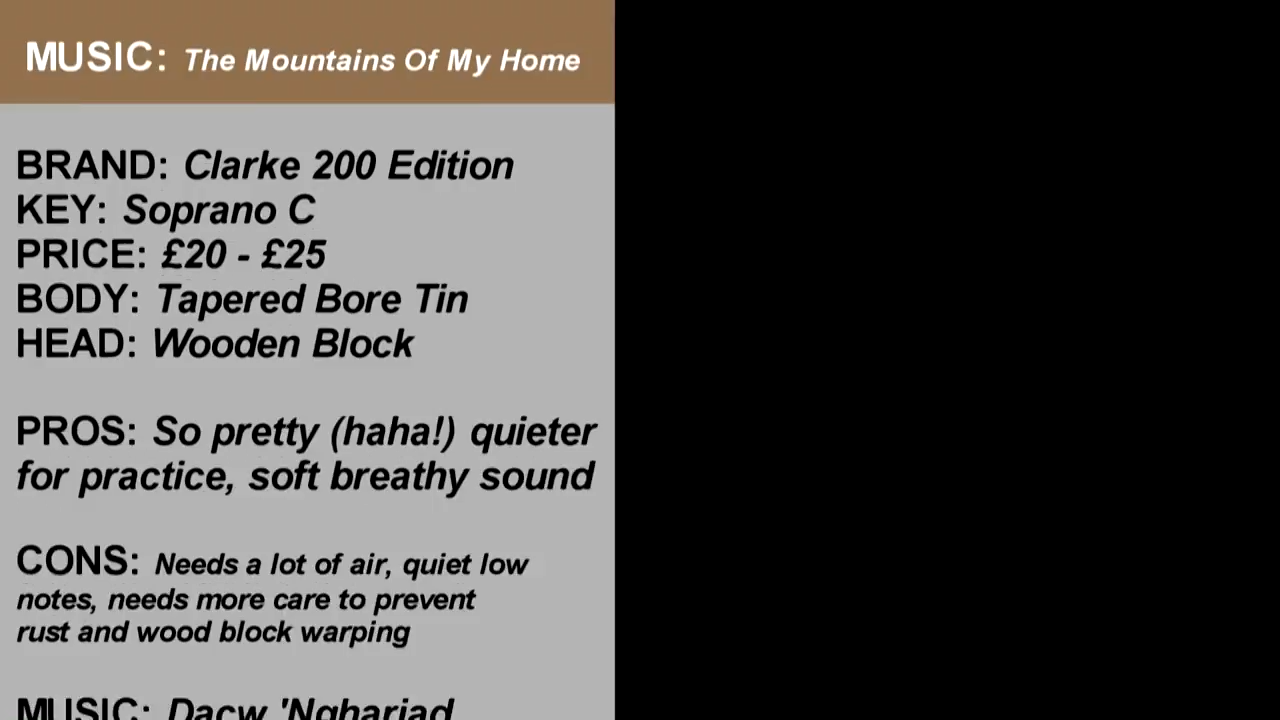 MUSIC: The Mountains Of My Home
BRAND: Clarke 200 Edition
KEY: Soprano C
PRICE: £20 - £25
BODY: Tapered Bore Tin
HEAD: Wooden Block
PROS: So pretty (haha!) quieter
for practice, soft breathy sound
CONS: Needs a lot of air, quiet low
notes, needs more care to prevent
rust and wood block warping
MUSIC: Dacw 'Nghariad